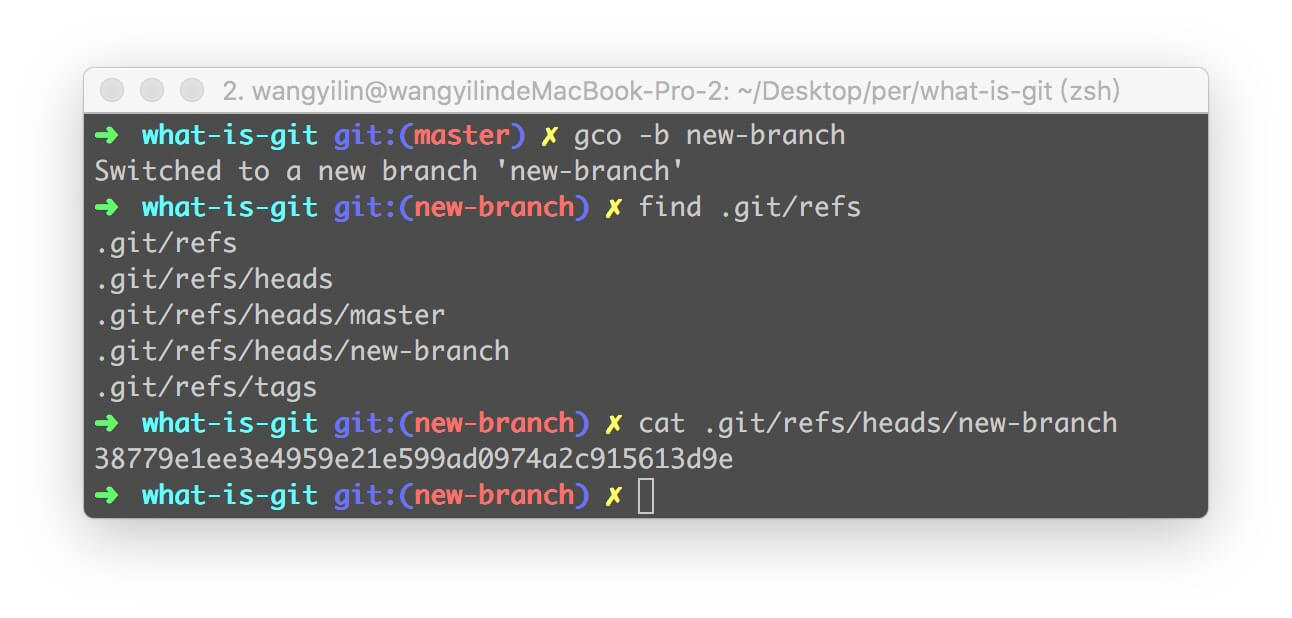 2. wangyilin@wangyilindeMacBook-Pro-2: ~/Desktop/per/what-is-git (zsh)
➜ what-is-git git:(master) ✗ gco -b new-branch
Switched to a new branch 'new-branch'
➜ what-is-git git:(new-branch) ✗ find .git/refs
.git/refs
.git/refs/heads
.git/refs/heads/master
.git/refs/heads/new-branch
.git/refs/tags
➜ what-is-git git:(new-branch) ✗ cat .git/refs/heads/new-branch
38779e1ee3e4959e21e599ad0974a2c915613d9e
➜ what-is-git git:(new-branch) ✗